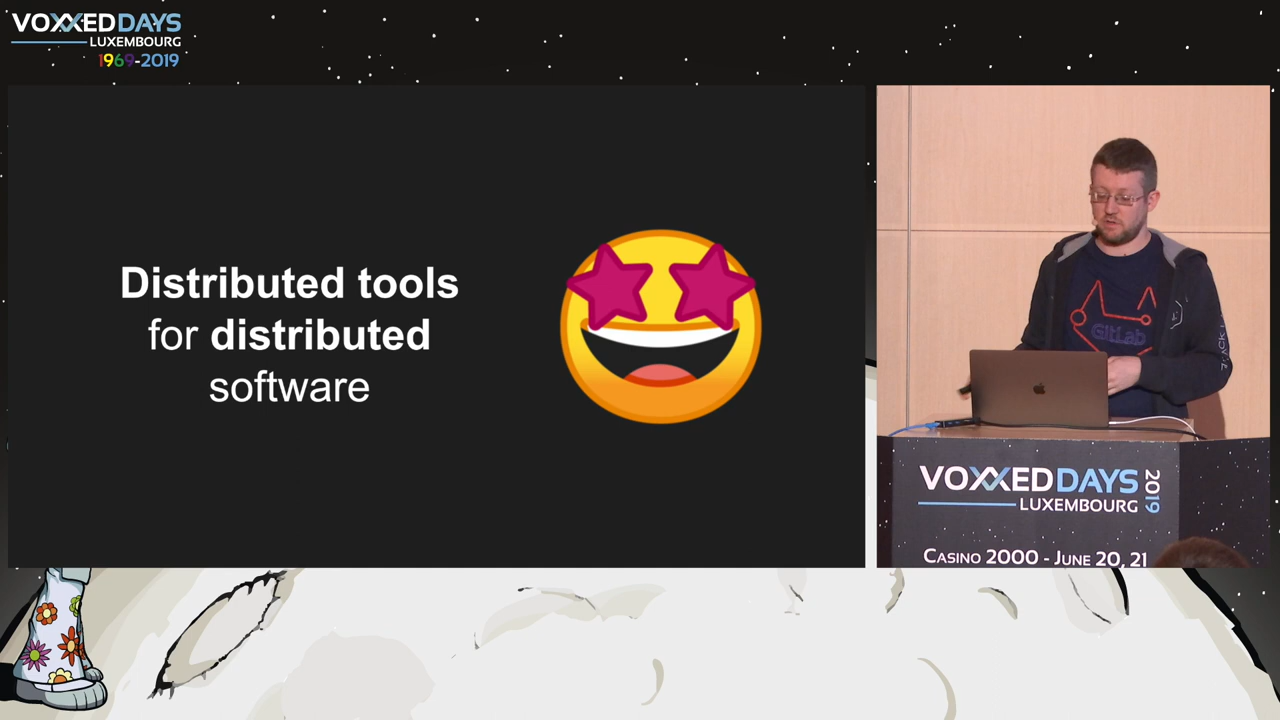 VOXXEDDAYS
LUXEMBOURG
1969-2019
Distributed tools
for distributed
software
GitLab
VOXXEDDAYS
2019
LUXEMBOURG
CASINO 2000 - JUNE 20, 21